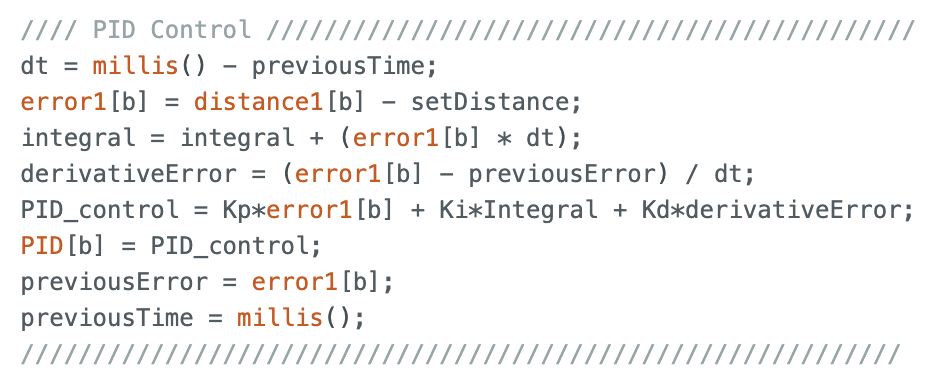 //// PID Control /////////////////////////////////////////////
dt = millis() - previousTime;
error1[b] = distance1[b] - setDistance;
integral = integral + (error1[b] * dt);
derivativeError = (error1[b] - previousError) / dt;
PID_control = Kp*error1[b] + Ki*Integral + Kd*derivativeError;
PID[b] = PID_control;
previousError = error1[b];
previousTime = millis();
/////////////////////////////////////////////////////////////